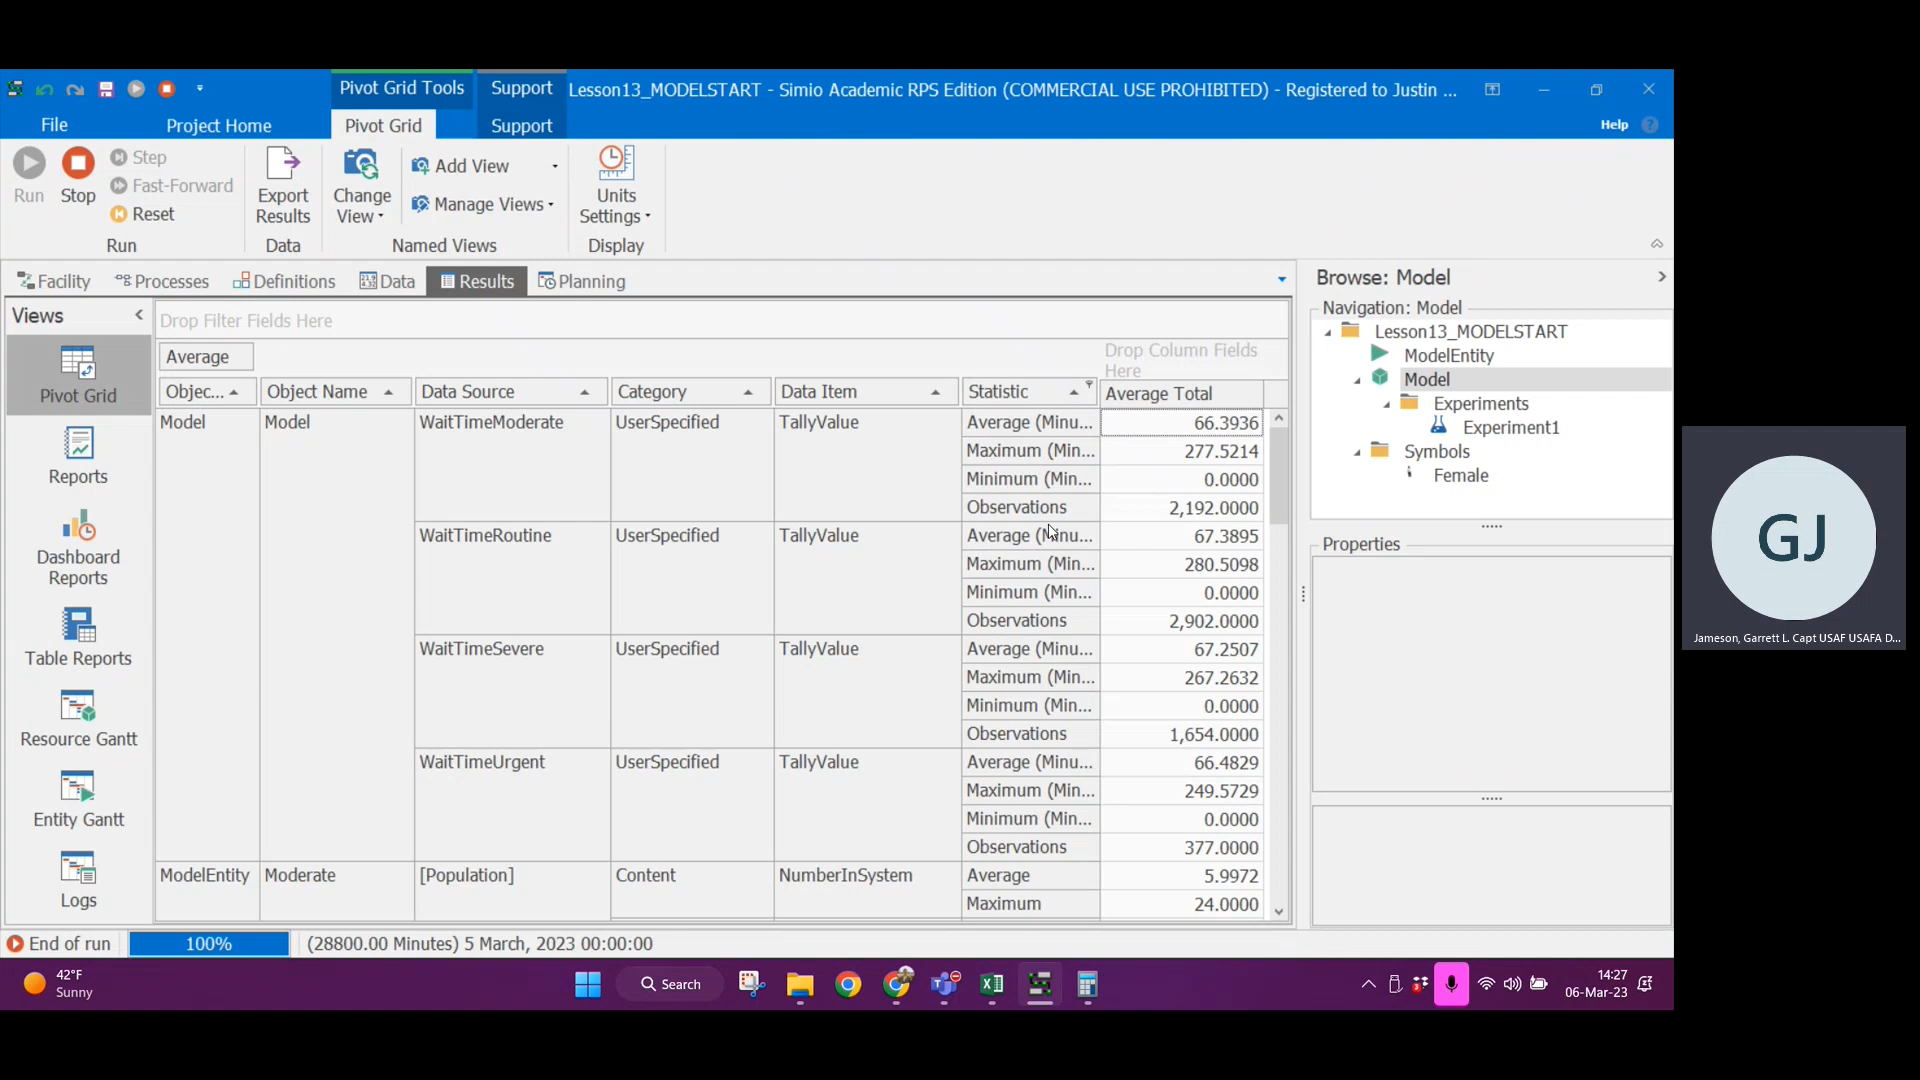 Pivot Grid Tools
Support
Lesson13_MODELSTART - Simio Academic RPS Edition (COMMERCIAL USE PROHIBITED) - Registered to Justin ...
File
Project Home
Pivot Grid
Support
Help
Run
Stop
Step
Fast-Forward
Reset
Export Results
Change View
Add View
Manage Views
Units Settings
Run
Data
Named Views
Display
Facility
Processes
Definitions
Data
Results
Planning
Views
Pivot Grid
Reports
Dashboard Reports
Table Reports
Resource Gantt
Entity Gantt
Logs
Drop Filter Fields Here
Average
Drop Column Fields Here
Objec... Object Name Data Source Category Data Item Statistic Average Total
Model Model WaitTimeModerate UserSpecified TallyValue Average (Minu... 66.3936
Maximum (Min... 277.5214
Minimum (Min... 0.0000
Observations 2,192.0000
WaitTimeRoutine UserSpecified TallyValue Average (Minu... 67.3895
Maximum (Min... 280.5098
Minimum (Min... 0.0000
Observations 2,902.0000
WaitTimeSevere UserSpecified TallyValue Average (Minu... 67.2507
Maximum (Min... 267.2632
Minimum (Min... 0.0000
Observations 1,654.0000
WaitTimeUrgent UserSpecified TallyValue Average (Minu... 66.4829
Maximum (Min... 249.5729
Minimum (Min... 0.0000
Observations 377.0000
ModelEntity Moderate [Population] Content NumberInSystem Average 5.9972
Maximum 24.0000
Browse: Model
Navigation: Model
Lesson13_MODELSTART
ModelEntity
Model
Experiments
Experiment1
Symbols
Female
Properties
GJ
Jameson, Garrett L. Capt USAF USAFA D...
End of run
100%
(28800.00 Minutes) 5 March, 2023 00:00:00
42°F
Sunny
Search
14:27
06-Mar-23